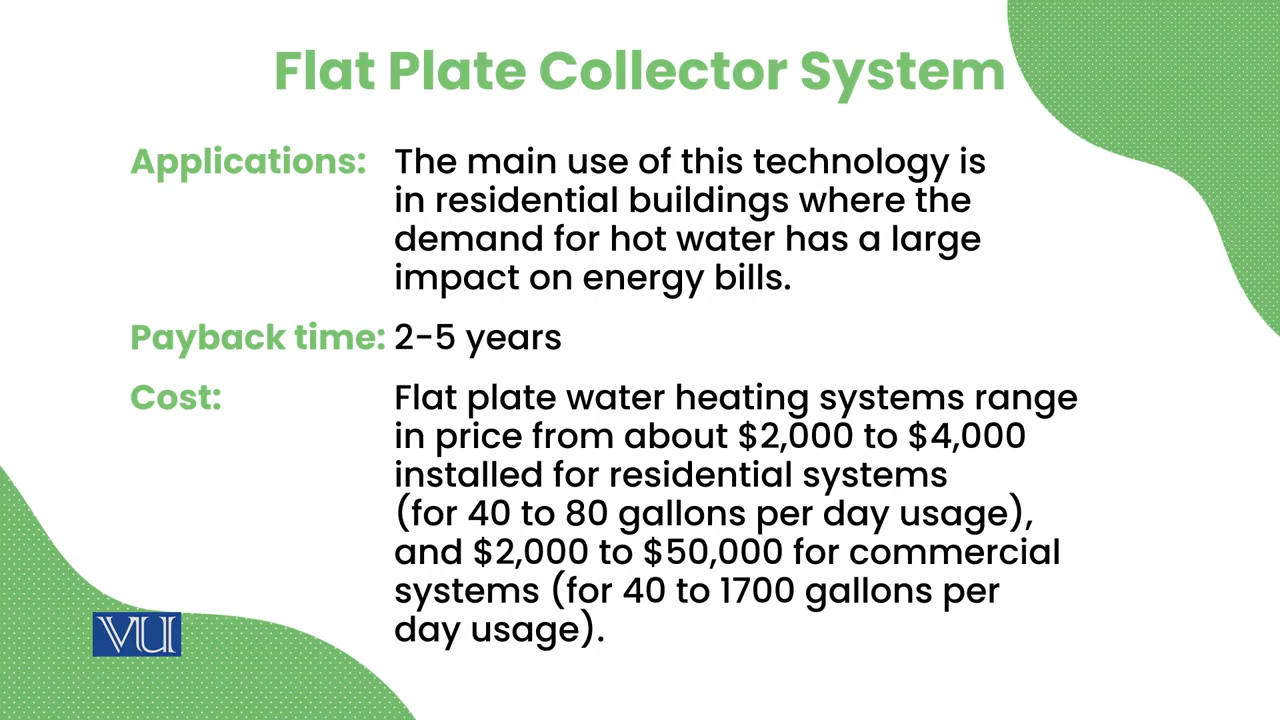 Flat Plate Collector System
Applications: The main use of this technology is
in residential buildings where the
demand for hot water has a large
impact on energy bills.
Payback time: 2-5 years
Cost: Flat plate water heating systems range
in price from about $2,000 to $4,000
installed for residential systems
(for 40 to 80 gallons per day usage),
and $2,000 to $50,000 for commercial
systems (for 40 to 1700 gallons per
day usage).
VU